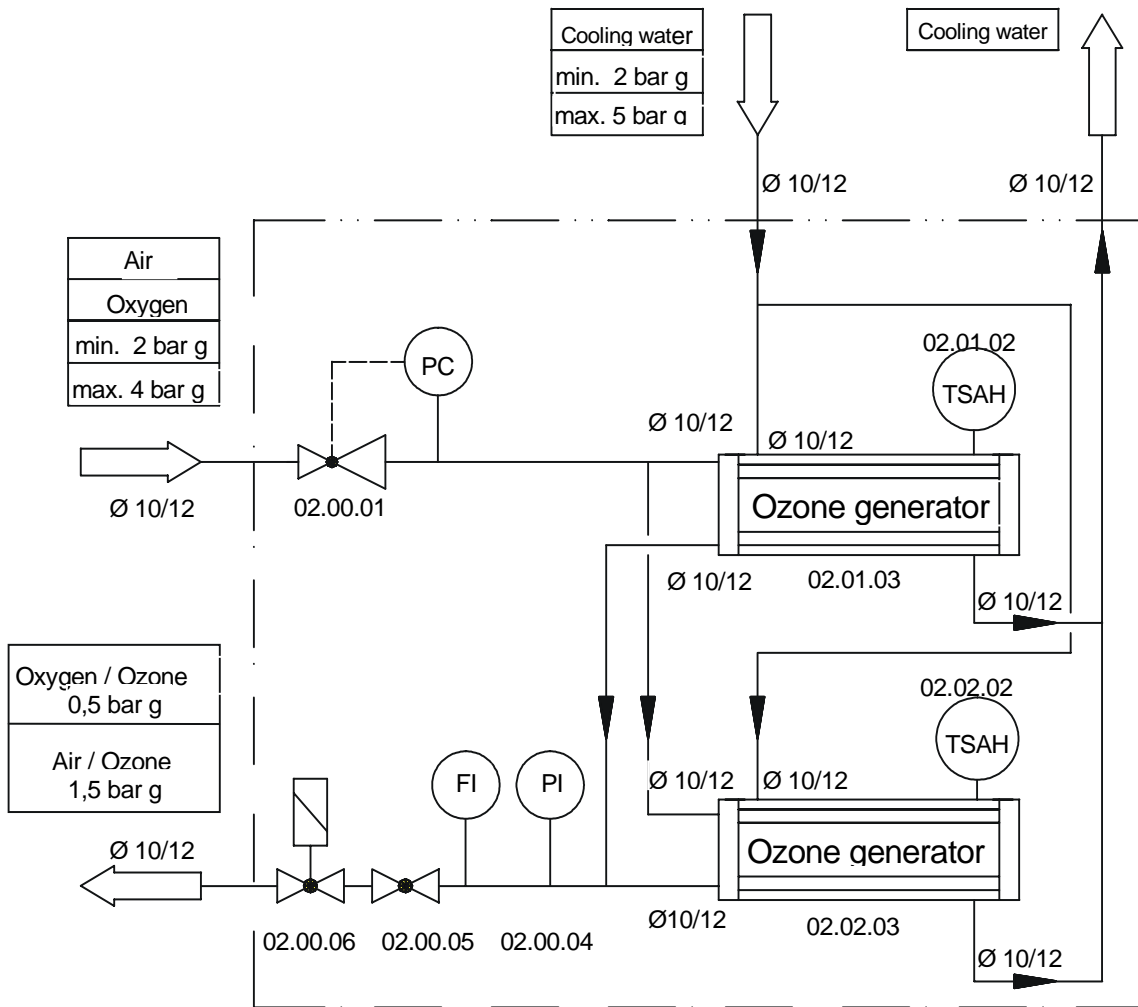 Cooling water
min. 2 bar g
max. 5 bar g
Cooling water
Ø 10/12
Ø 10/12
Air
Oxygen
min. 2 bar g
max. 4 bar g
PC
02.01.02
TSAH
Ø 10/12
Ø 10/12
Ø 10/12
02.00.01
Ozone generator
Ø 10/12
02.01.03
Ø 10/12
Oxygen / Ozone
0,5 bar g
Air / Ozone
1,5 bar g
02.02.02
TSAH
FI
PI
Ø 10/12
Ø 10/12
Ø 10/12
Ozone generator
02.00.06
02.00.05
02.00.04
Ø10/12
02.02.03
Ø 10/12